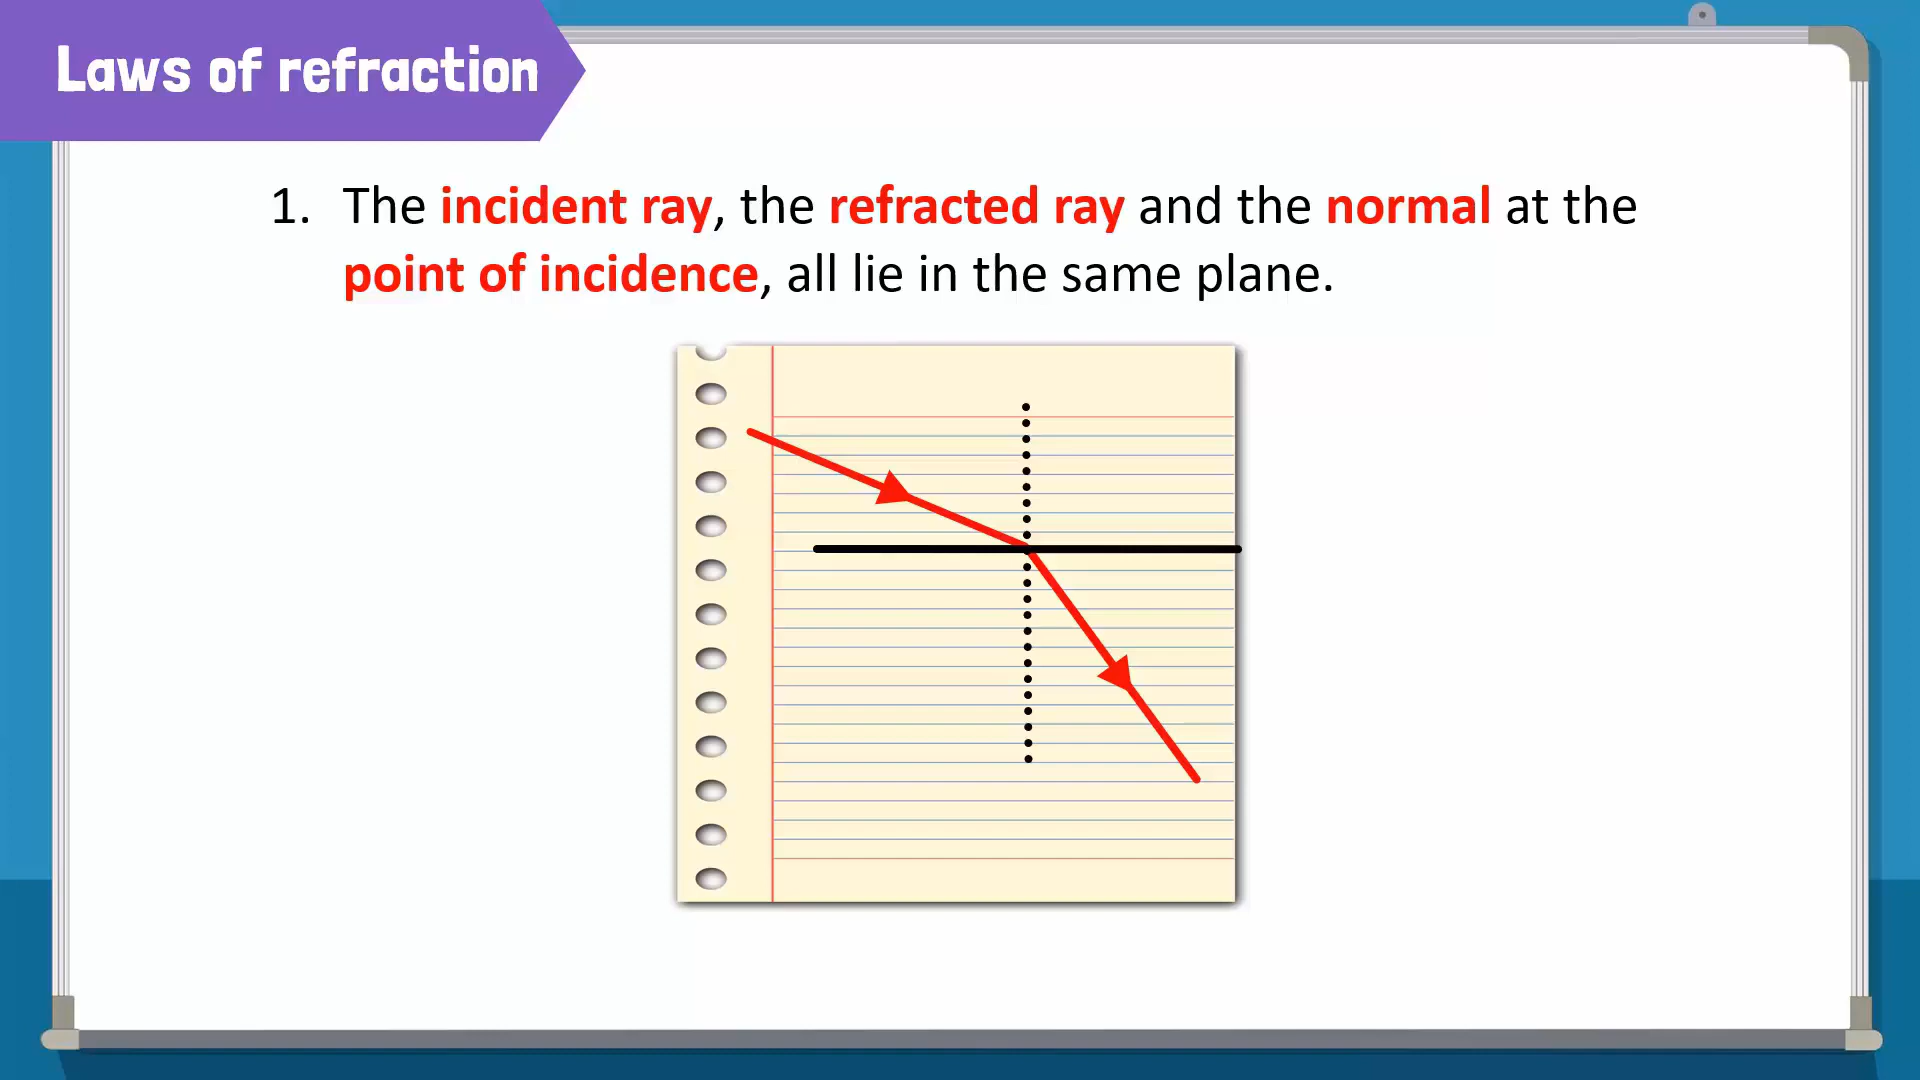 Laws of refraction
1. The incident ray, the refracted ray and the normal at the
point of incidence, all lie in the same plane.